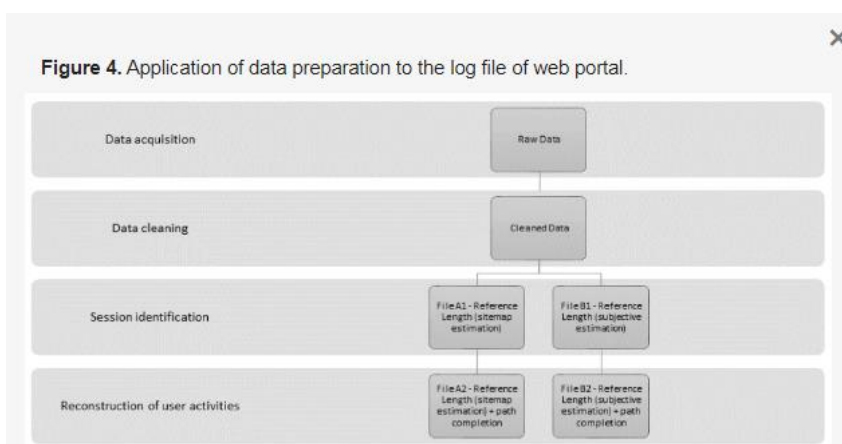 Figure 4. Application of data preparation to the log file of web portal.
Data acquisition
Raw Data
Data cleaning
Cleaned Data
Session identification
File A1 - Reference
Length (sitemap
estimation)
File B1 - Reference
Length (subjective
estimation)
Reconstruction of user activities
File A2 - Reference
Length (sitemap
estimation) + path
completion
File B2 - Reference
Length (subjective
estimation) + path
completion